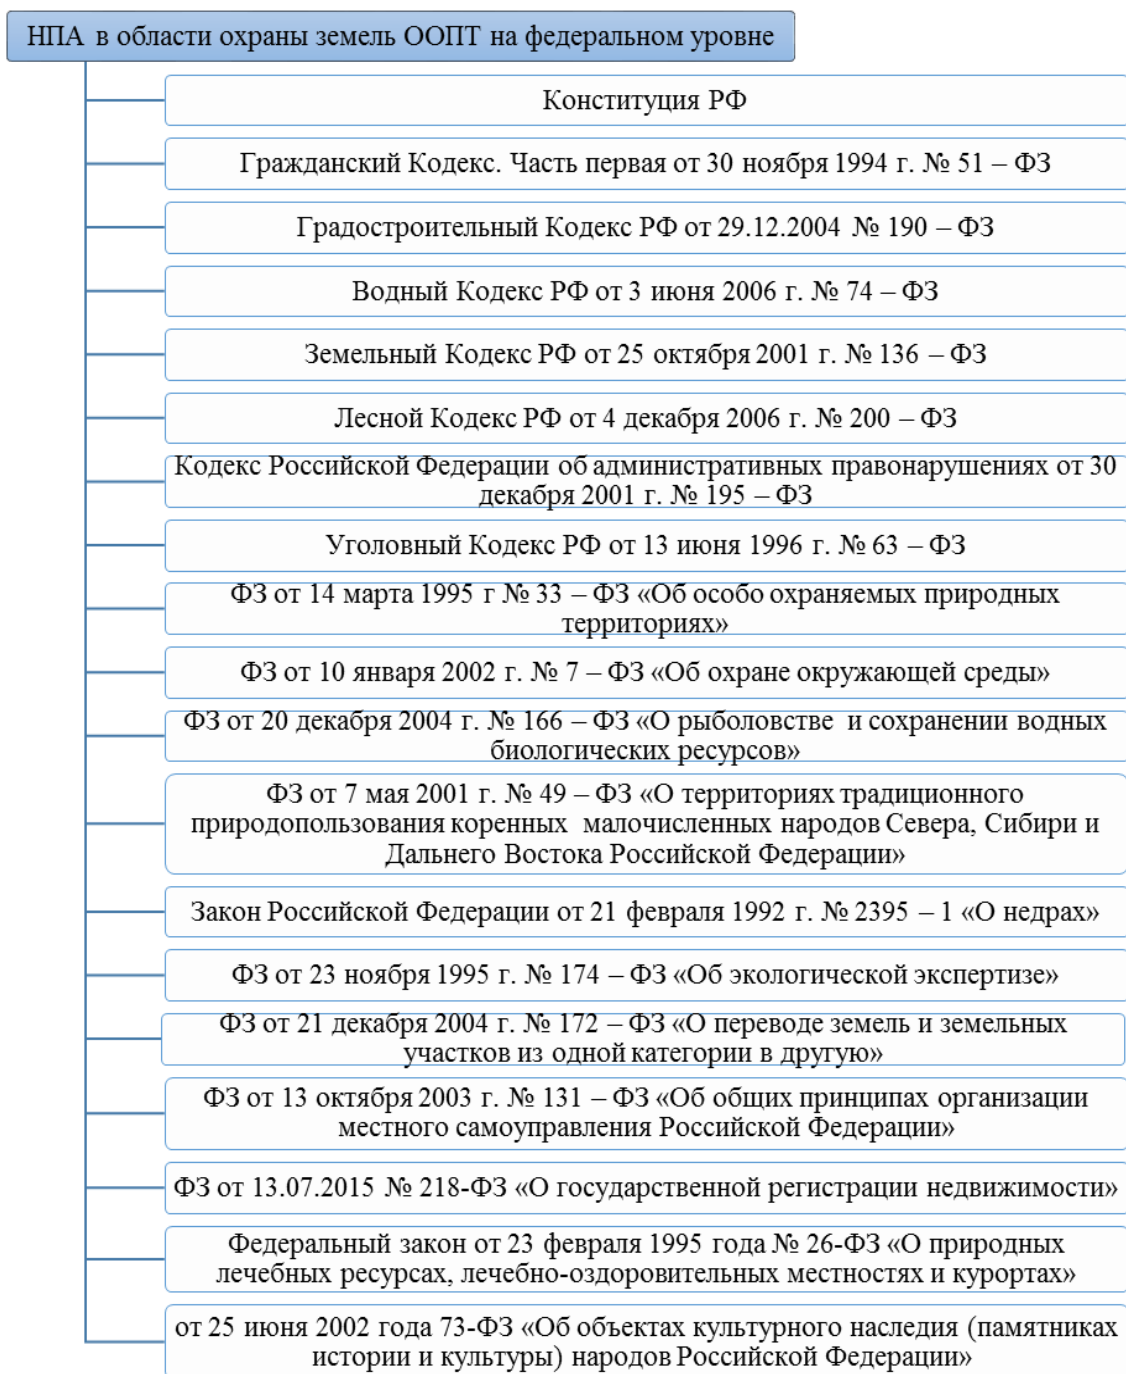 НПА в области охраны земель ООПТ на федеральном уровне
Конституция РФ
Гражданский Кодекс. Часть первая от 30 ноября 1994 г. № 51 – ФЗ
Градостроительный Кодекс РФ от 29.12.2004 № 190 – ФЗ
Водный Кодекс РФ от 3 июня 2006 г. № 74 – ФЗ
Земельный Кодекс РФ от 25 октября 2001 г. № 136 – ФЗ
Лесной Кодекс РФ от 4 декабря 2006 г. № 200 – ФЗ
Кодекс Российской Федерации об административных правонарушениях от 30
декабря 2001 г. № 195 – ФЗ
Уголовный Кодекс РФ от 13 июня 1996 г. № 63 – ФЗ
ФЗ от 14 марта 1995 г № 33 – ФЗ «Об особо охраняемых природных
территориях»
ФЗ от 10 января 2002 г. № 7 – ФЗ «Об охране окружающей среды»
ФЗ от 20 декабря 2004 г. № 166 – ФЗ «О рыболовстве и сохранении водных
биологических ресурсов»
ФЗ от 7 мая 2001 г. № 49 – ФЗ «О территориях традиционного
природопользования коренных малочисленных народов Севера, Сибири и
Дальнего Востока Российской Федерации»
Закон Российской Федерации от 21 февраля 1992 г. № 2395 – 1 «О недрах»
ФЗ от 23 ноября 1995 г. № 174 – ФЗ «Об экологической экспертизе»
ФЗ от 21 декабря 2004 г. № 172 – ФЗ «О переводе земель и земельных
участков из одной категории в другую»
ФЗ от 13 октября 2003 г. № 131 – ФЗ «Об общих принципах организации
местного самоуправления Российской Федерации»
ФЗ от 13.07.2015 № 218-ФЗ «О государственной регистрации недвижимости»
Федеральный закон от 23 февраля 1995 года № 26-ФЗ «О природных
лечебных ресурсах, лечебно-оздоровительных местностях и курортах»
от 25 июня 2002 года 73-ФЗ «Об объектах культурного наследия (памятниках
истории и культуры) народов Российской Федерации»